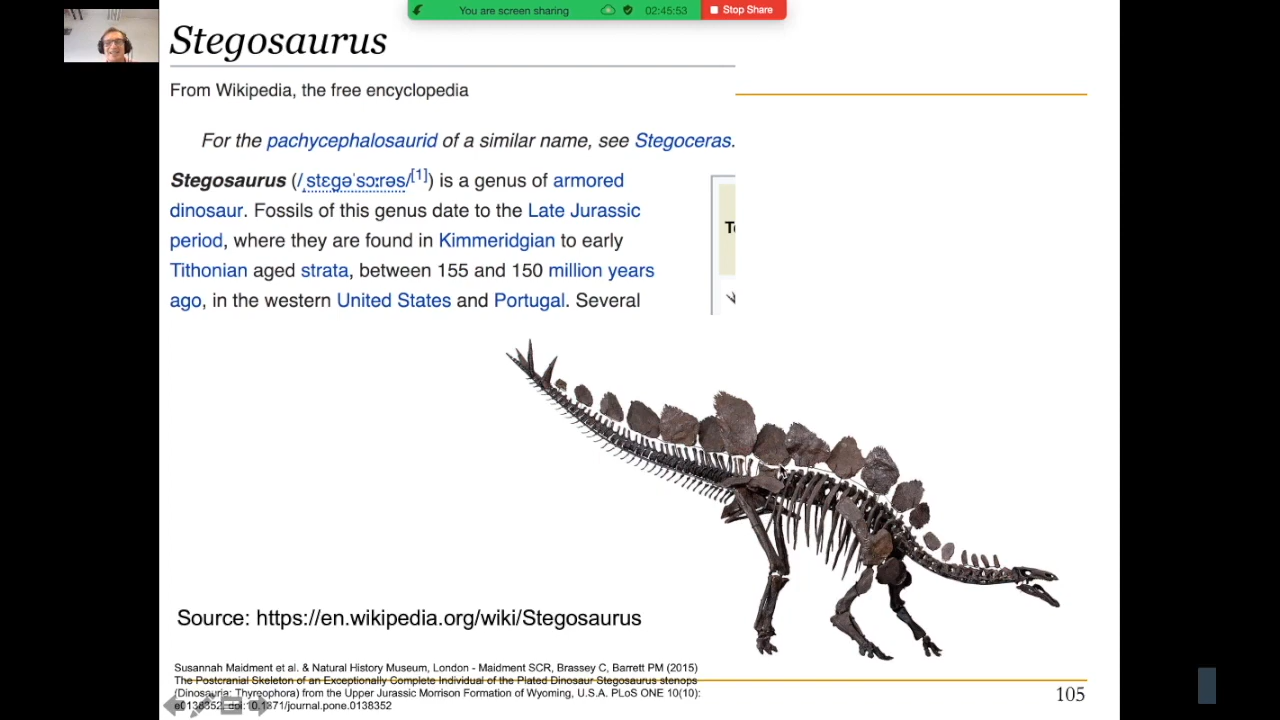 You are screen sharing 02:45:53 Stop Share
Stegosaurus
From Wikipedia, the free encyclopedia
For the pachycephalosaurid of a similar name, see Stegoceras.
Stegosaurus (/ˌstɛɡəˈsɔːrəs/[1]) is a genus of armored
dinosaur. Fossils of this genus date to the Late Jurassic
period, where they are found in Kimmeridgian to early
Tithonian aged strata, between 155 and 150 million years
ago, in the western United States and Portugal. Several
Source: https://en.wikipedia.org/wiki/Stegosaurus
Susannah Maidment et al. & Natural History Museum, London - Maidment SCR, Brassey C, Barrett PM (2015)
The Postcranial Skeleton of an Exceptionally Complete Individual of the Plated Dinosaur Stegosaurus stenops
(Dinosauria: Thyreophora) from the Upper Jurassic Morrison Formation of Wyoming, U.S.A. PLoS ONE 10(10):
e0138352. doi:10.1371/journal.pone.0138352
105